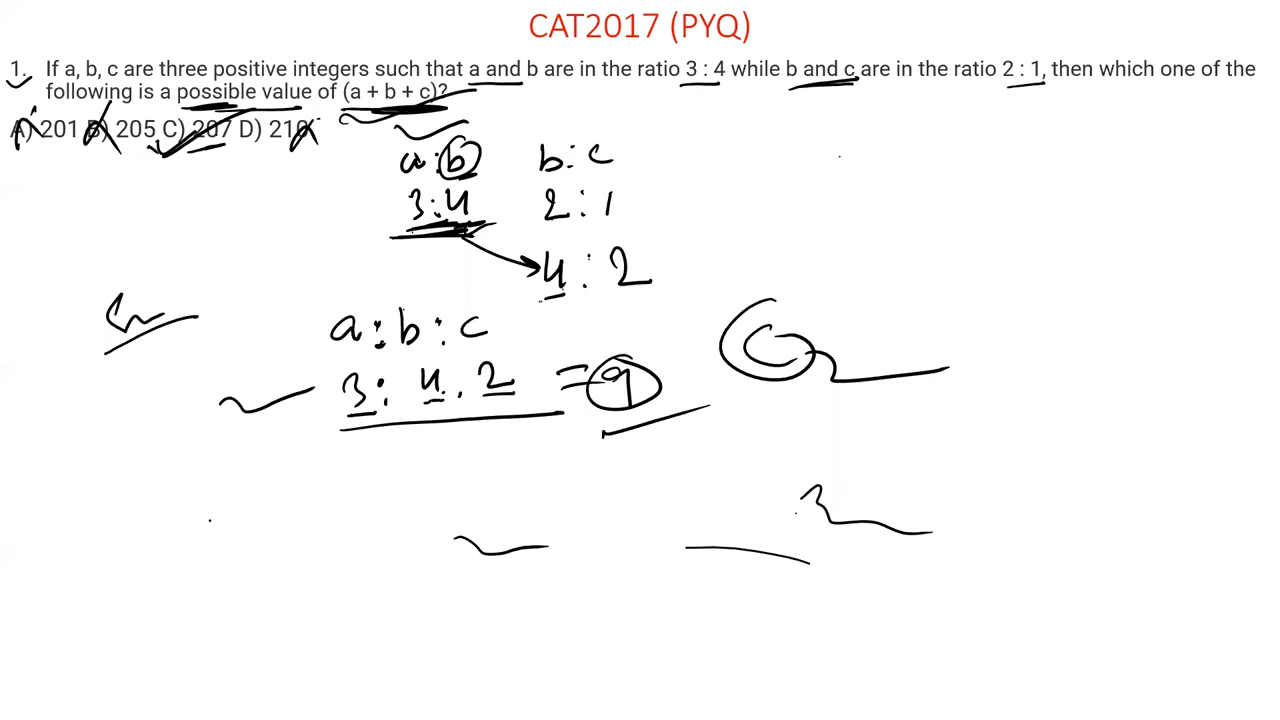 CAT2017 (PYQ)
1. If a, b, c are three positive integers such that a and b are in the ratio 3 : 4 while b and c are in the ratio 2 : 1, then which one of the
following is a possible value of (a + b + c)?
A) 201 B) 205 C) 207 D) 210
a : b b : c
3 : 4 2 : 1
4 : 2
a : b : c
3 : 4 . 2 = 9